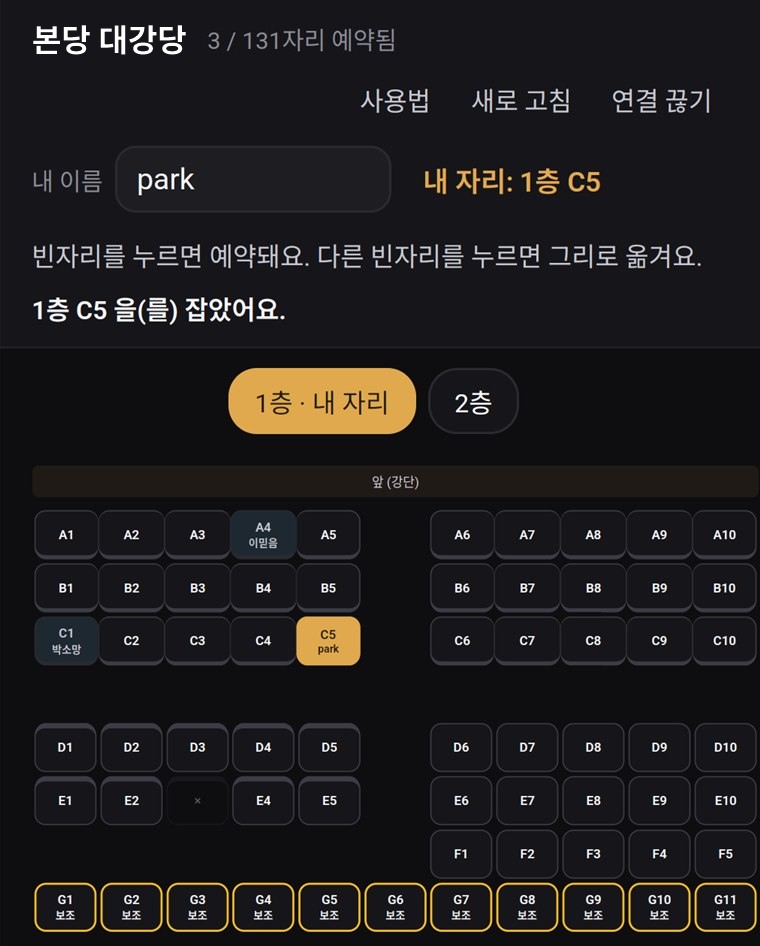 본당 대강당 3 / 131자리 예약됨
사용법 새로 고침 연결 끊기
내 이름 park 내 자리: 1층 C5
빈자리를 누르면 예약돼요. 다른 빈자리를 누르면 그리로 옮겨요.
1층 C5 을(를) 잡았어요.
1층 · 내 자리 2층
앞 (강단)
A1 A2 A3 A4 A5 A6 A7 A8 A9 A10
이믿음
B1 B2 B3 B4 B5 B6 B7 B8 B9 B10
C1 C2 C3 C4 C5 C6 C7 C8 C9 C10
박소망 park
D1 D2 D3 D4 D5 D6 D7 D8 D9 D10
E1 E2 × E4 E5 E6 E7 E8 E9 E10
F1 F2 F3 F4 F5
G1 G2 G3 G4 G5 G6 G7 G8 G9 G10 G11
보조 보조 보조 보조 보조 보조 보조 보조 보조 보조 보조